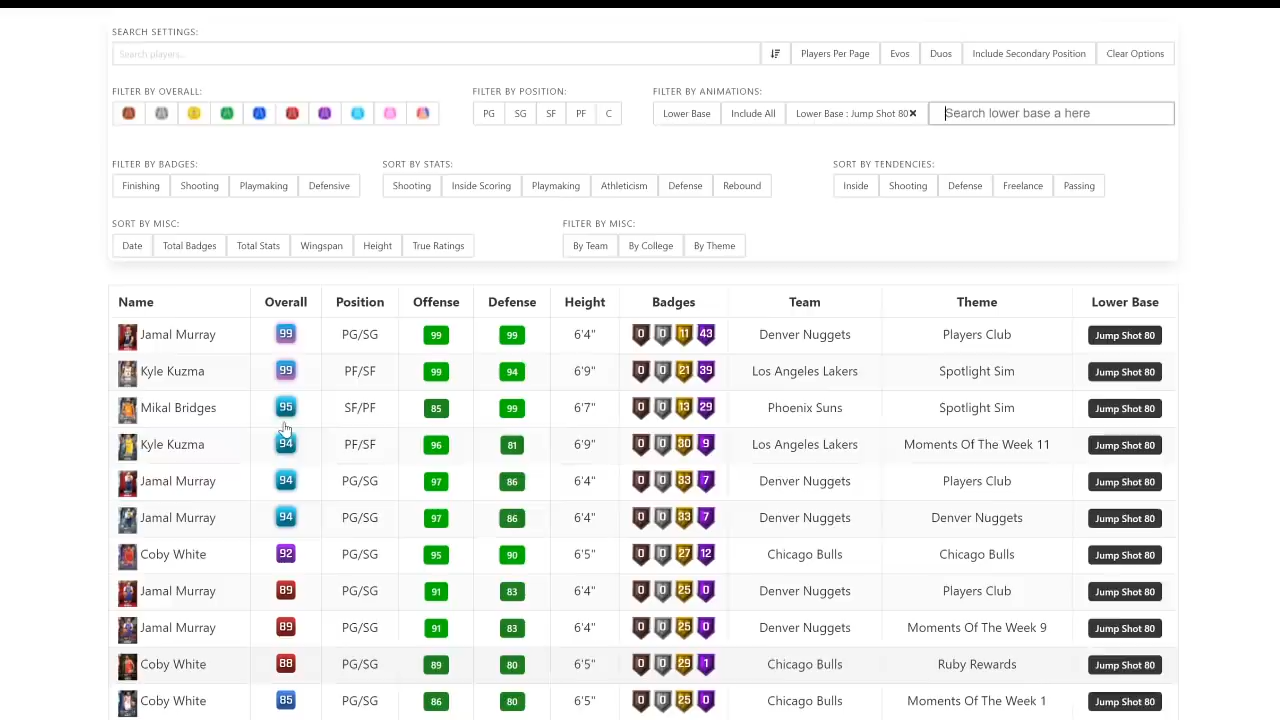 SEARCH SETTINGS:
Search players...
Players Per Page Evos Duos Include Secondary Position Clear Options
FILTER BY OVERALL: FILTER BY POSITION: FILTER BY ANIMATIONS:
PG SG SF PF C Lower Base Include All Lower Base : Jump Shot 80✖ Search lower base a here
FILTER BY BADGES: SORT BY STATS: SORT BY TENDENCIES:
Finishing Shooting Playmaking Defensive Shooting Inside Scoring Playmaking Athleticism Defense Rebound Inside Shooting Defense Freelance Passing
SORT BY MISC: FILTER BY MISC:
Date Total Badges Total Stats Wingspan Height True Ratings By Team By College By Theme
Name Overall Position Offense Defense Height Badges Team Theme Lower Base
Jamal Murray 99 PG/SG 99 99 6'4" 0 0 11 43 Denver Nuggets Players Club Jump Shot 80
Kyle Kuzma 99 PF/SF 99 94 6'9" 0 0 21 39 Los Angeles Lakers Spotlight Sim Jump Shot 80
Mikal Bridges 95 SF/PF 85 99 6'7" 0 0 13 29 Phoenix Suns Spotlight Sim Jump Shot 80
Kyle Kuzma 94 PF/SF 96 81 6'9" 0 0 30 9 Los Angeles Lakers Moments Of The Week 11 Jump Shot 80
Jamal Murray 94 PG/SG 97 86 6'4" 0 0 33 7 Denver Nuggets Players Club Jump Shot 80
Jamal Murray 94 PG/SG 97 86 6'4" 0 0 33 7 Denver Nuggets Denver Nuggets Jump Shot 80
Coby White 92 PG/SG 95 90 6'5" 0 0 27 12 Chicago Bulls Chicago Bulls Jump Shot 80
Jamal Murray 89 PG/SG 91 83 6'4" 0 0 25 0 Denver Nuggets Players Club Jump Shot 80
Jamal Murray 89 PG/SG 91 83 6'4" 0 0 25 0 Denver Nuggets Moments Of The Week 9 Jump Shot 80
Coby White 88 PG/SG 89 80 6'5" 0 0 29 1 Chicago Bulls Ruby Rewards Jump Shot 80
Coby White 85 PG/SG 86 80 6'5" 0 0 25 0 Chicago Bulls Moments Of The Week 1 Jump Shot 80